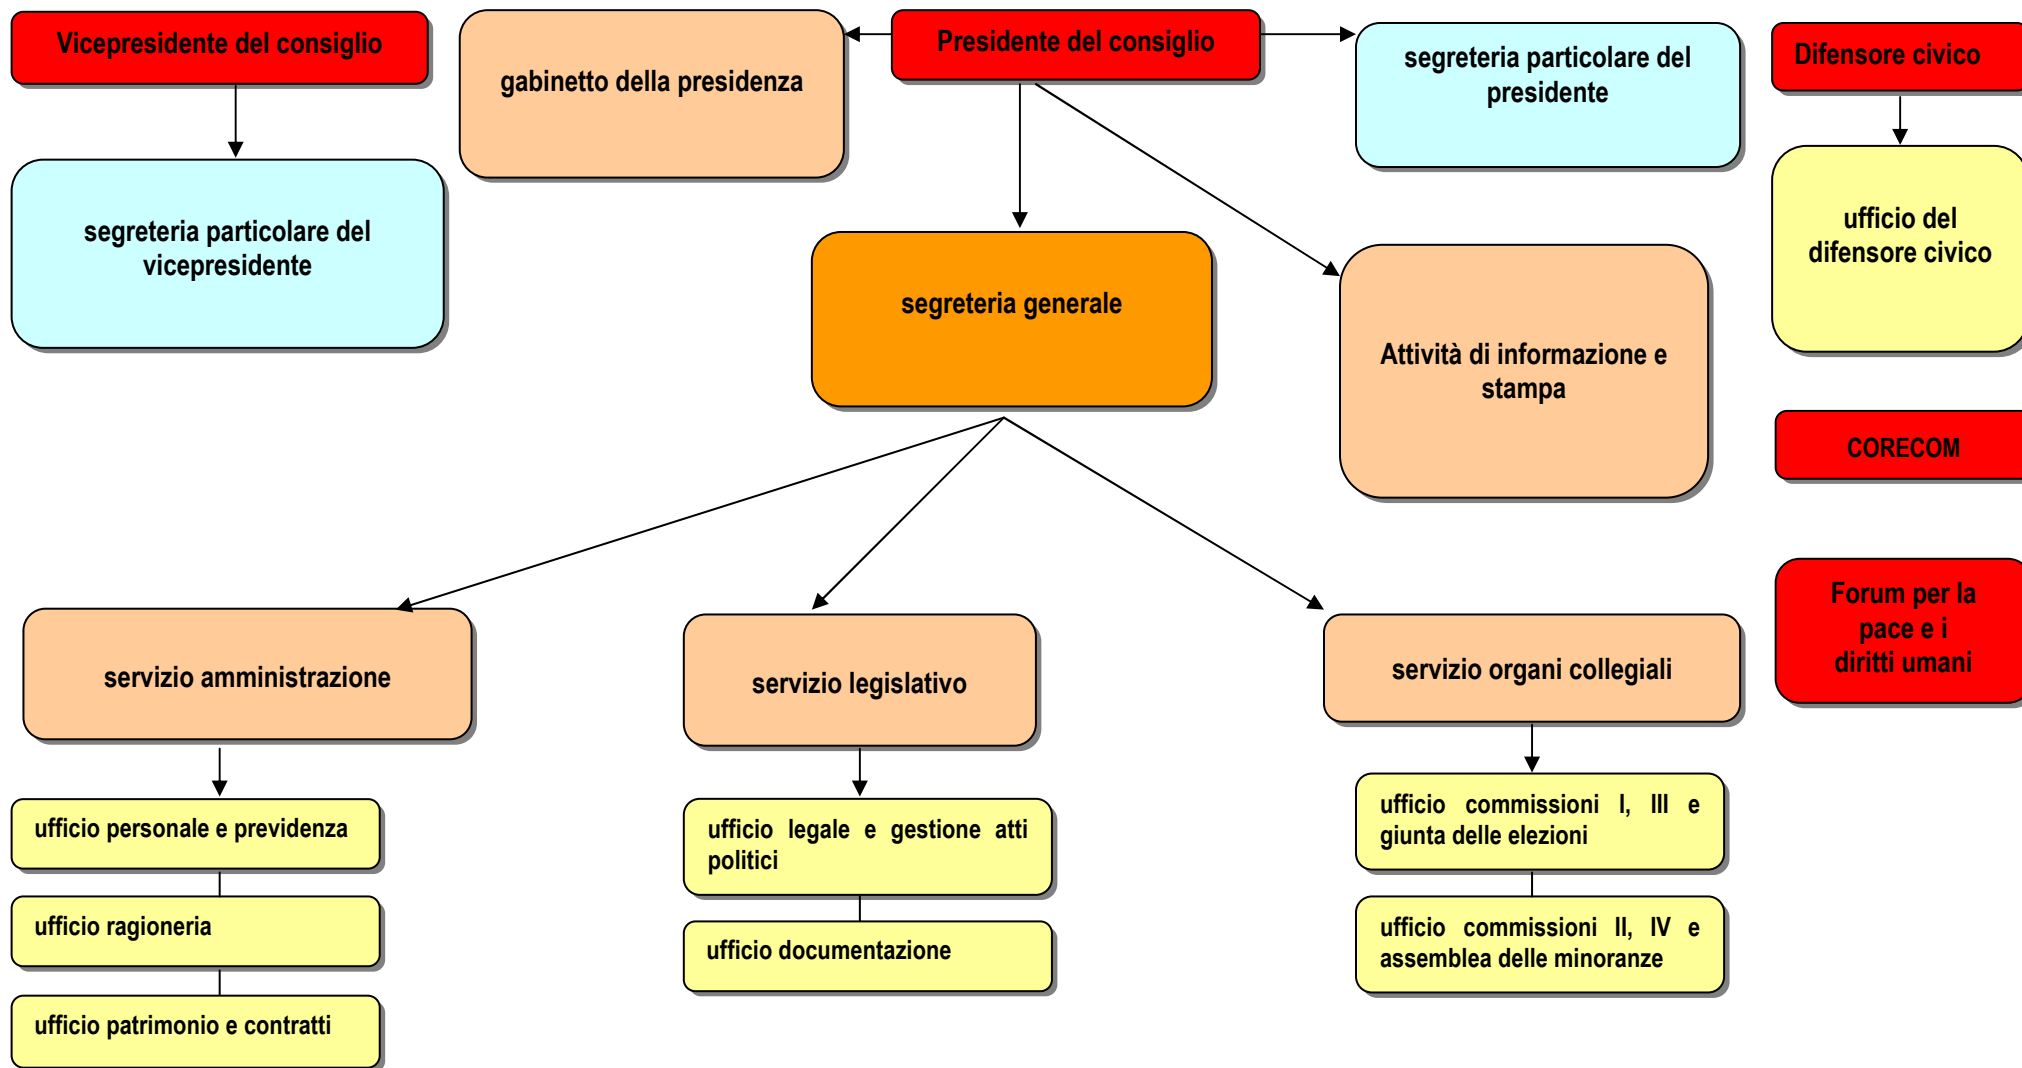 Vicepresidente del consiglio
gabinetto della presidenza
Presidente del consiglio
segreteria particolare del
presidente
Difensore civico
segreteria particolare del
vicepresidente
segreteria generale
Attività di informazione e
stampa
ufficio del
difensore civico
CORECOM
Forum per la
pace e i
diritti umani
servizio amministrazione
servizio legislativo
servizio organi collegiali
ufficio personale e previdenza
ufficio ragioneria
ufficio patrimonio e contratti
ufficio legale e gestione atti
politici
ufficio documentazione
ufficio commissioni I, III e
giunta delle elezioni
ufficio commissioni II, IV e
assemblea delle minoranze